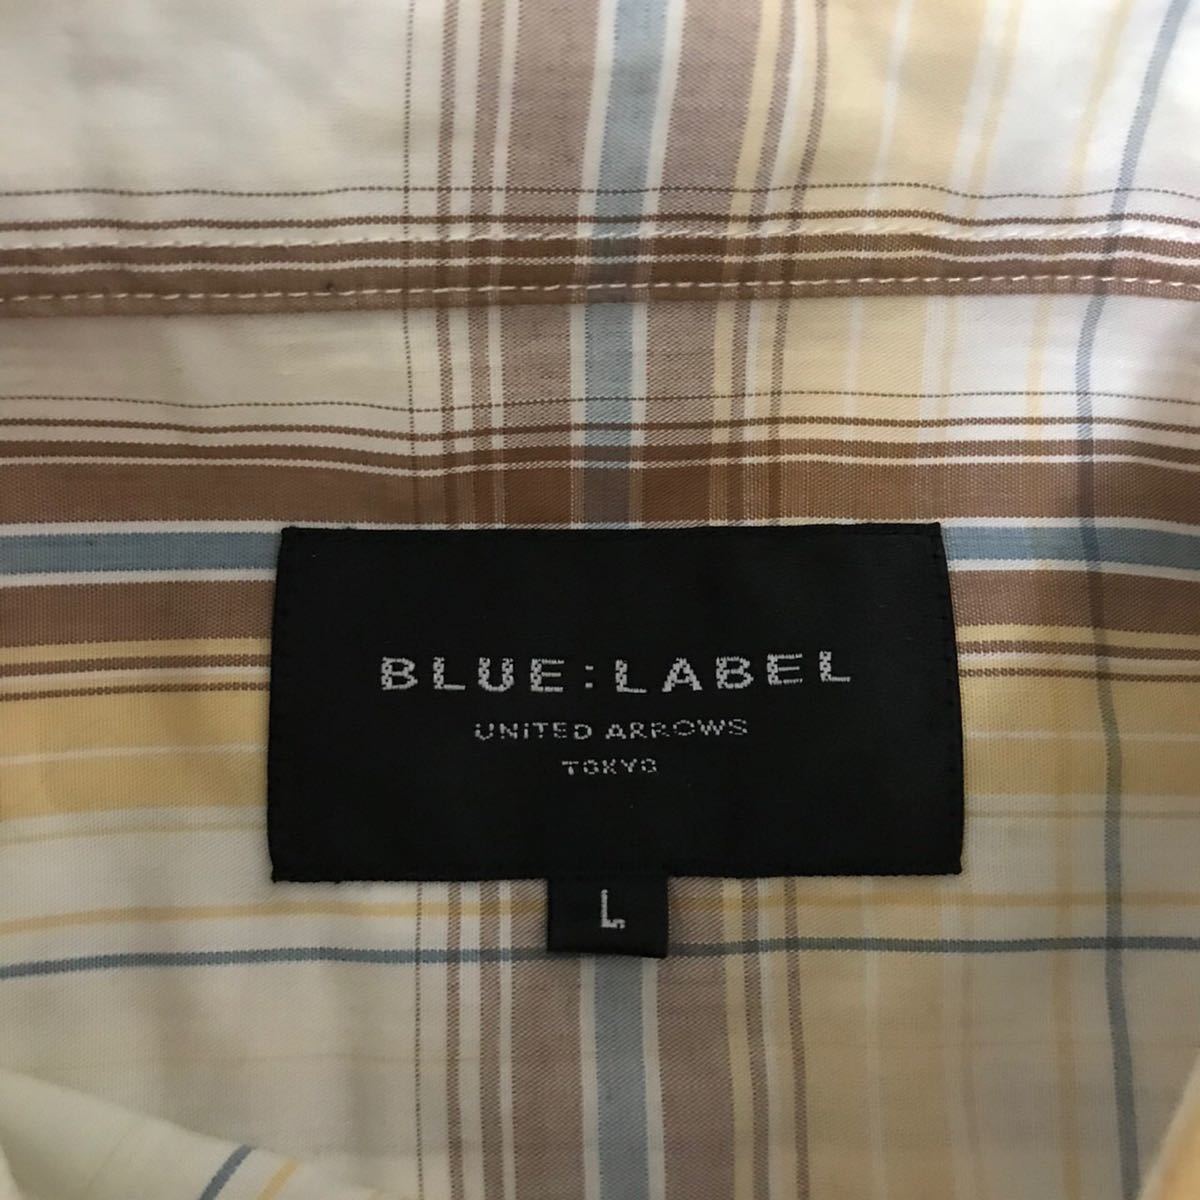 BLUE:LABEL
UNiTED ARROWS
TOKYO
L